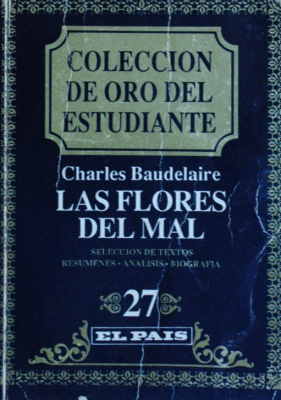 COLECCION
DE ORO DEL
ESTUDIANTE
Charles Baudelaire
LAS FLORES
DEL MAL
SELECCION DE TEXTOS
RESUMENES • ANALISIS • BIOGRAFIA
27
EL PAIS